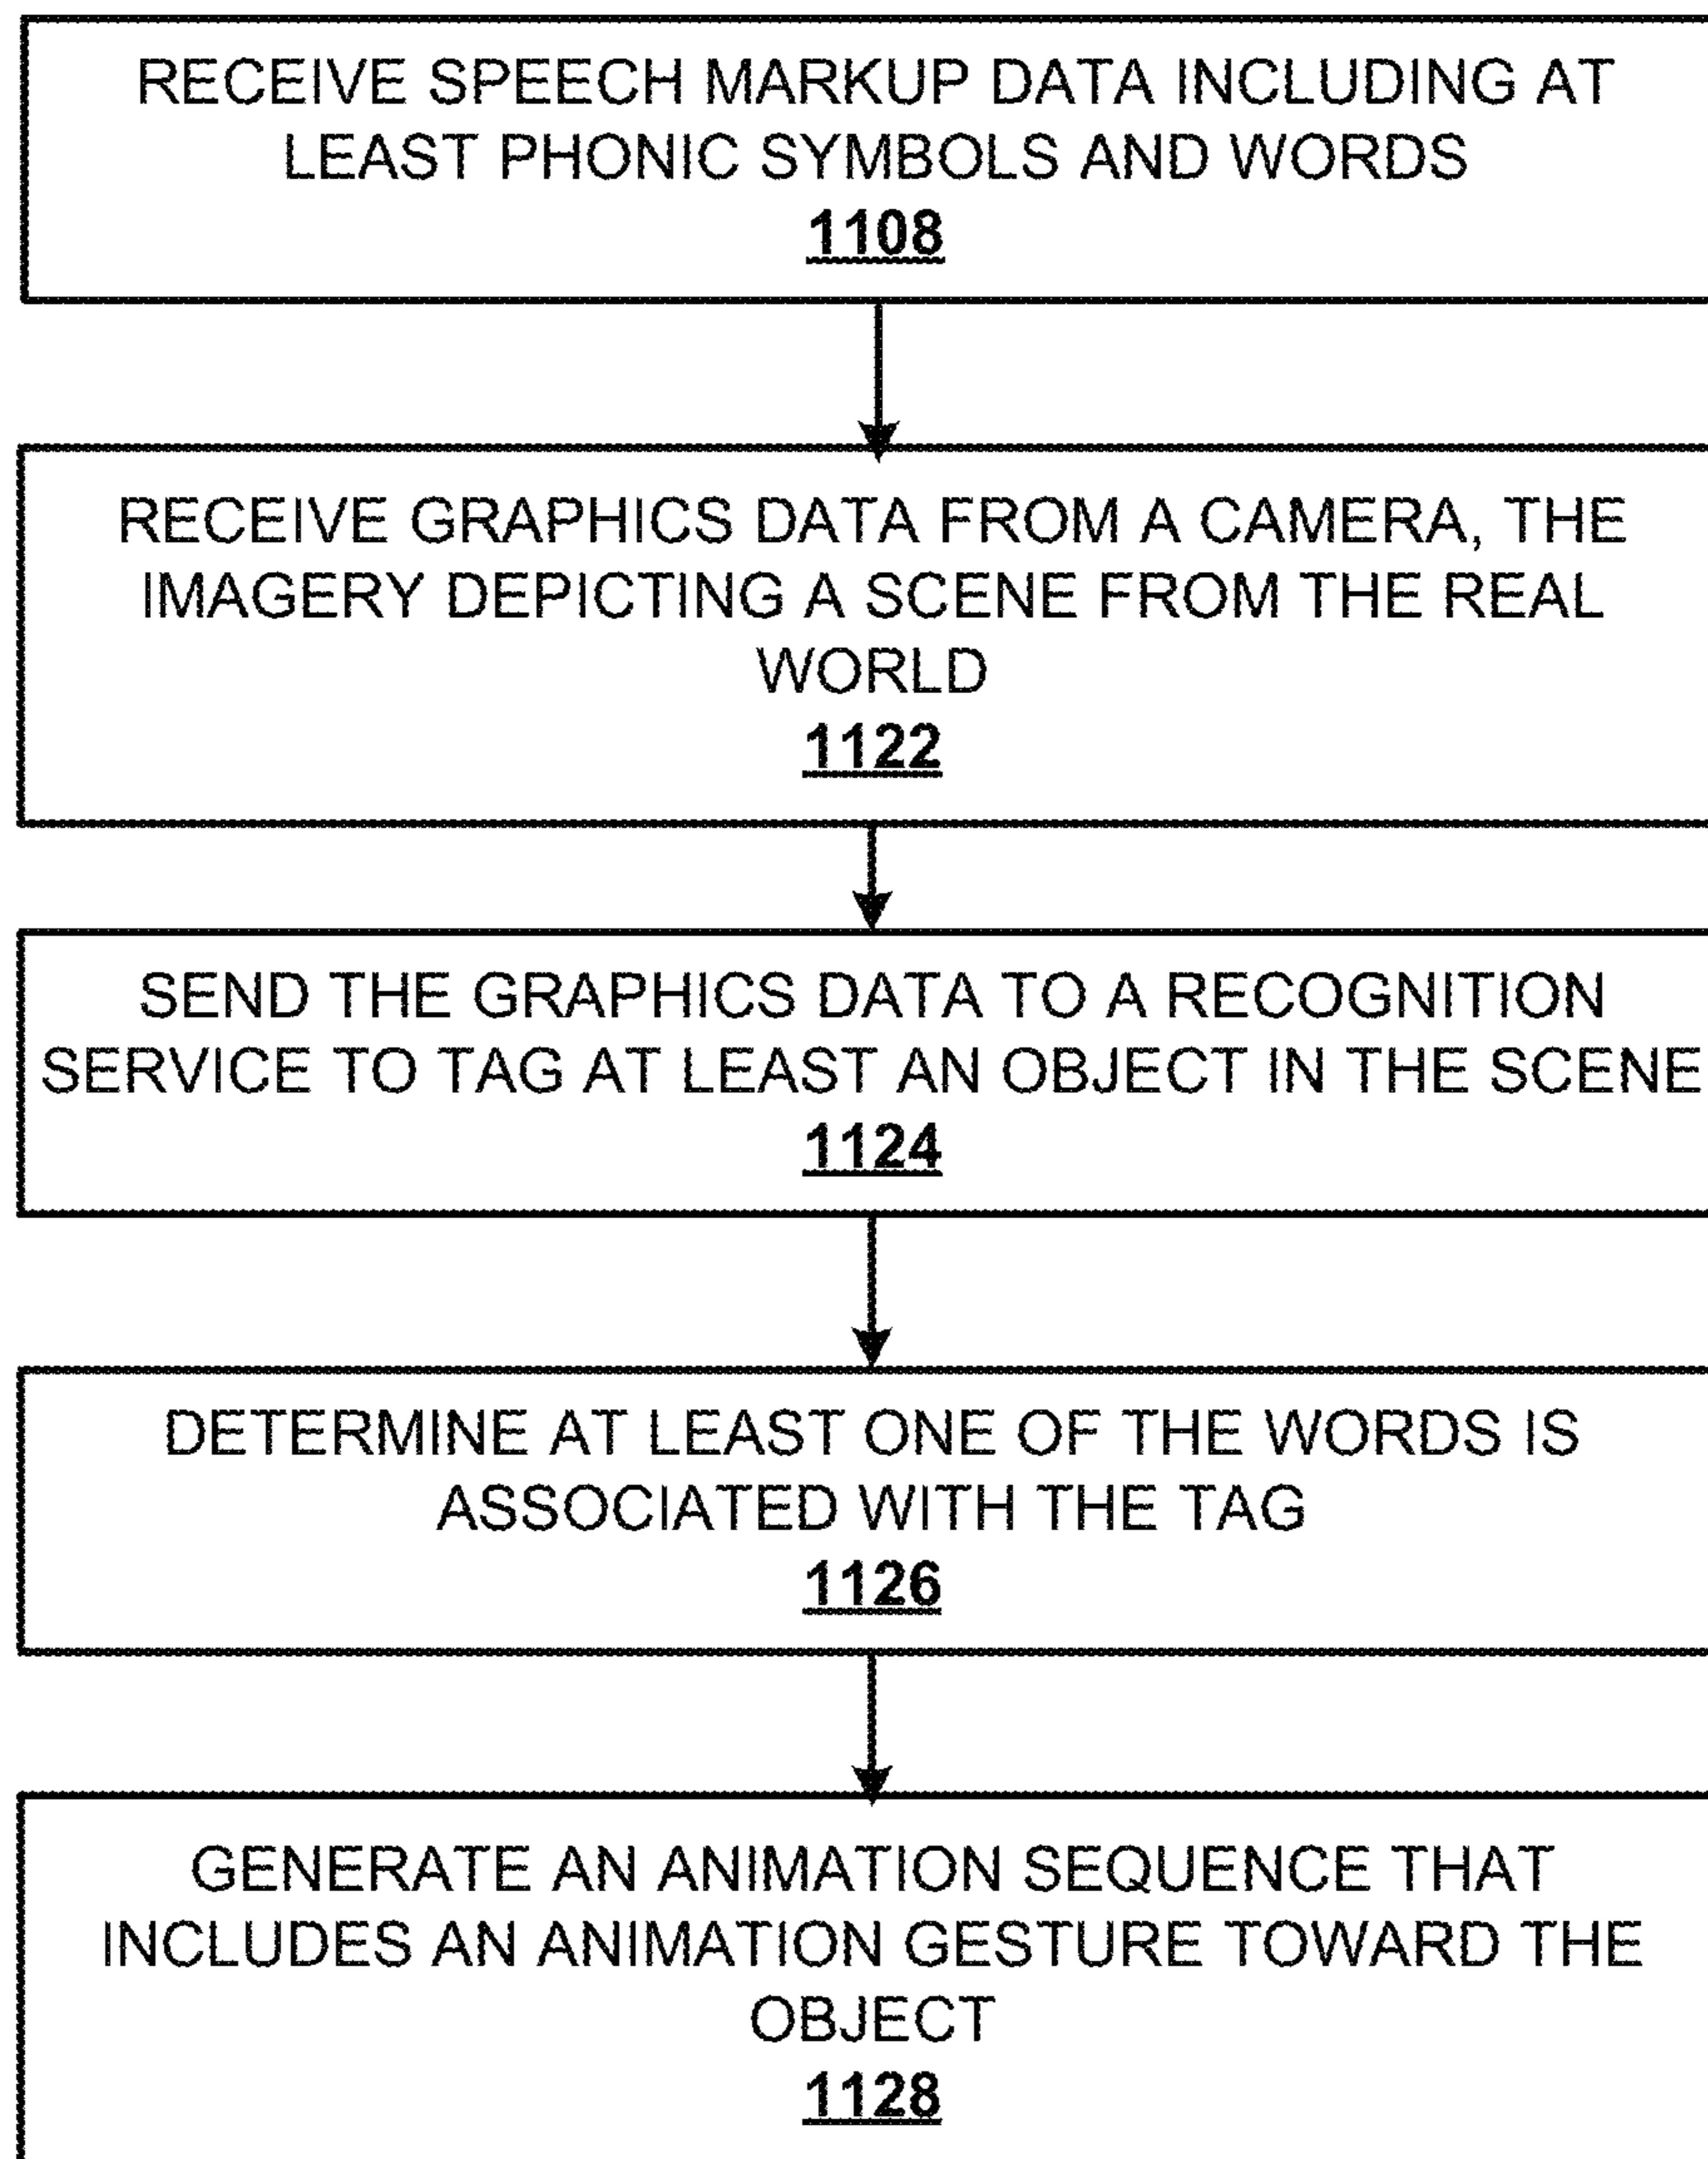 RECEIVE SPEECH MARKUP DATA INCLUDING AT
LEAST PHONIC SYMBOLS AND WORDS
1108
RECEIVE GRAPHICS DATA FROM A CAMERA, THE
IMAGERY DEPICTING A SCENE FROM THE REAL
WORLD
1122
SEND THE GRAPHICS DATA TO A RECOGNITION
SERVICE TO TAG AT LEAST AN OBJECT IN THE SCENE
1124
DETERMINE AT LEAST ONE OF THE WORDS IS
ASSOCIATED WITH THE TAG
1126
GENERATE AN ANIMATION SEQUENCE THAT
INCLUDES AN ANIMATION GESTURE TOWARD THE
OBJECT
1128